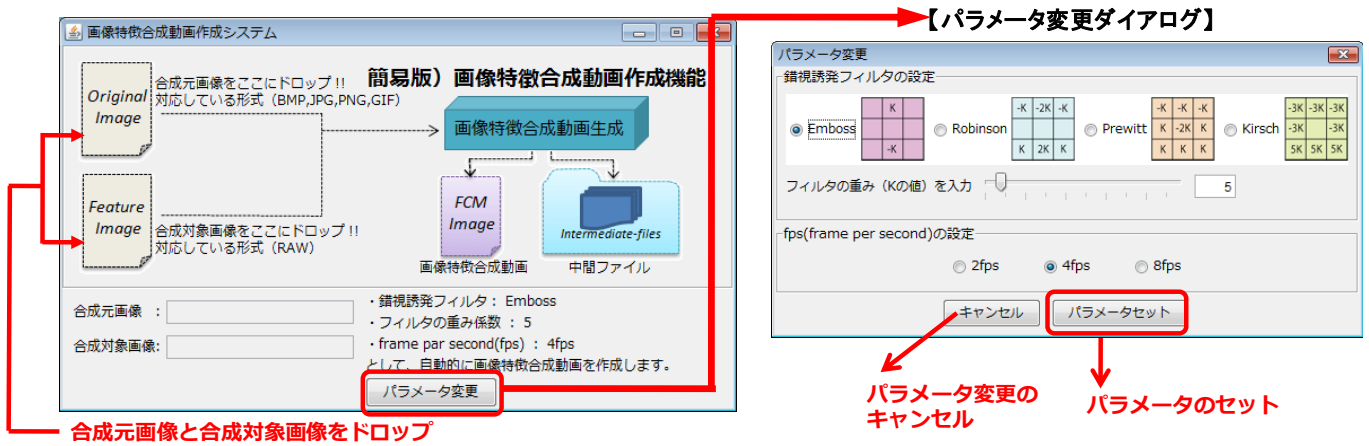 【パラメータ変更ダイアログ】
画像特徴合成動画作成システム
Original
Image
合成元画像をここにドロップ !!
対応している形式（BMP,JPG,PNG,GIF）
簡易版）画像特徴合成動画作成機能
画像特徴合成動画生成
Feature
Image
合成対象画像をここにドロップ !!
対応している形式（RAW）
FCM
Image
Intermediate-files
画像特徴合成動画
中間ファイル
合成元画像 ：
合成対象画像:
・錯視誘発フィルタ： Emboss
・フィルタの重み係数 ： 5
・frame par second(fps) ： 4fps
として、自動的に画像特徴合成動画を作成します。
パラメータ変更
合成元画像と合成対象画像をドロップ
パラメータ変更
錯視誘発フィルタの設定
Emboss
K
-K
Robinson
-K -2K -K
K 2K K
Prewitt
-K -K -K
K -2K K
K K K
Kirsch
-3K -3K -3K
-3K -3K
5K 5K 5K
フィルタの重み（Kの値）を入力
5
fps(frame per second)の設定
2fps
4fps
8fps
キャンセル
パラメータセット
パラメータ変更の
キャンセル
パラメータのセット